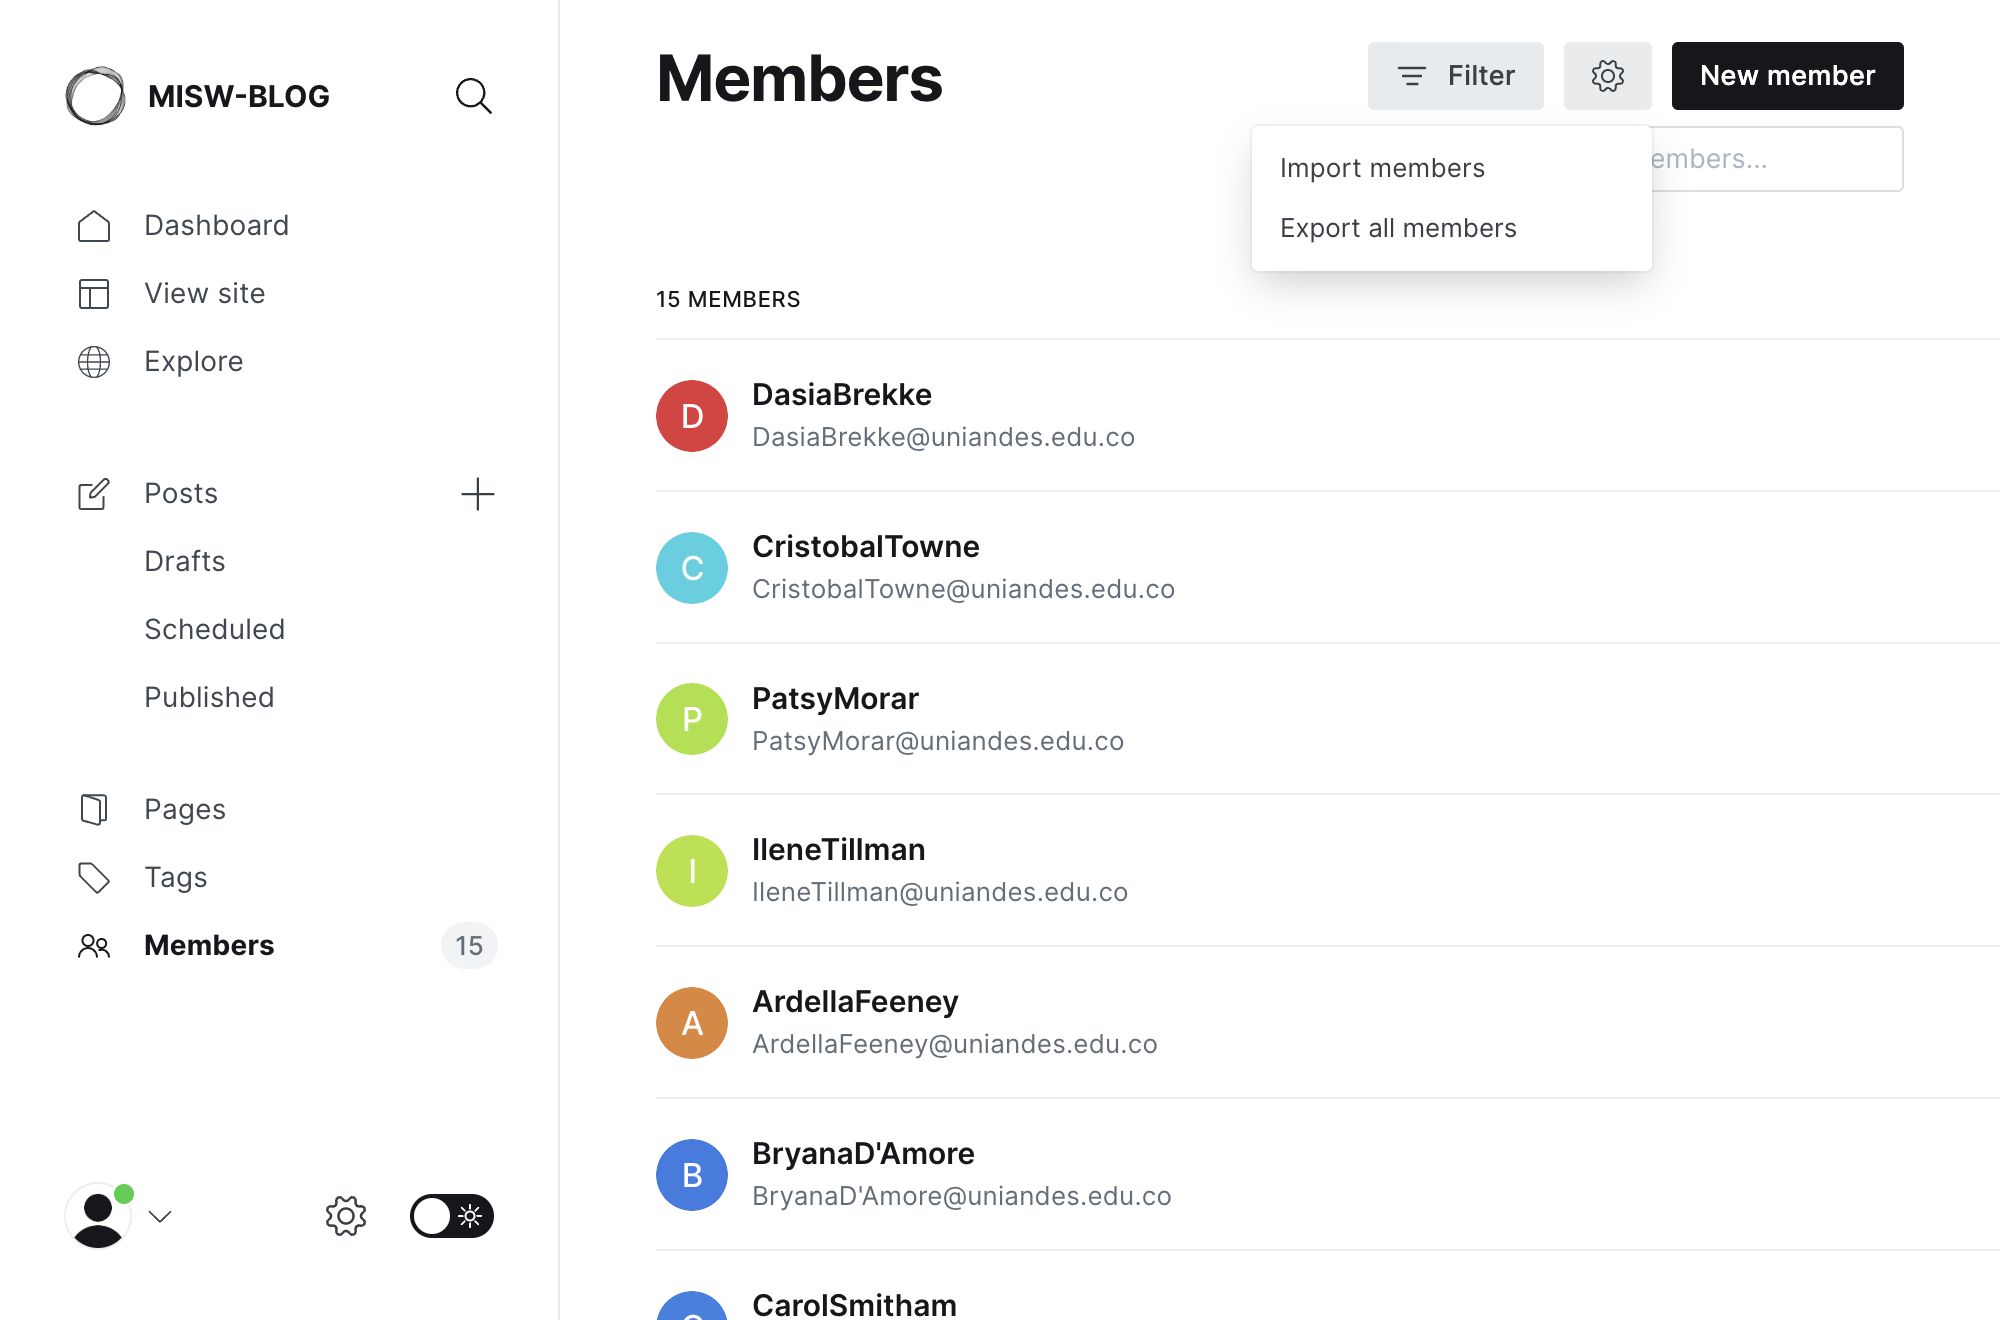 MISW-BLOG
Dashboard
View site
Explore
Posts
Drafts
Scheduled
Published
Pages
Tags
Members
15
Members
Filter
New member
embers...
Import members
Export all members
15 MEMBERS
D
DasiaBrekke
DasiaBrekke@uniandes.edu.co
C
CristobalTowne
CristobalTowne@uniandes.edu.co
P
PatsyMorar
PatsyMorar@uniandes.edu.co
I
IleneTillman
IleneTillman@uniandes.edu.co
A
ArdellaFeeney
ArdellaFeeney@uniandes.edu.co
B
BryanaD'Amore
BryanaD'Amore@uniandes.edu.co
CarolSmitham